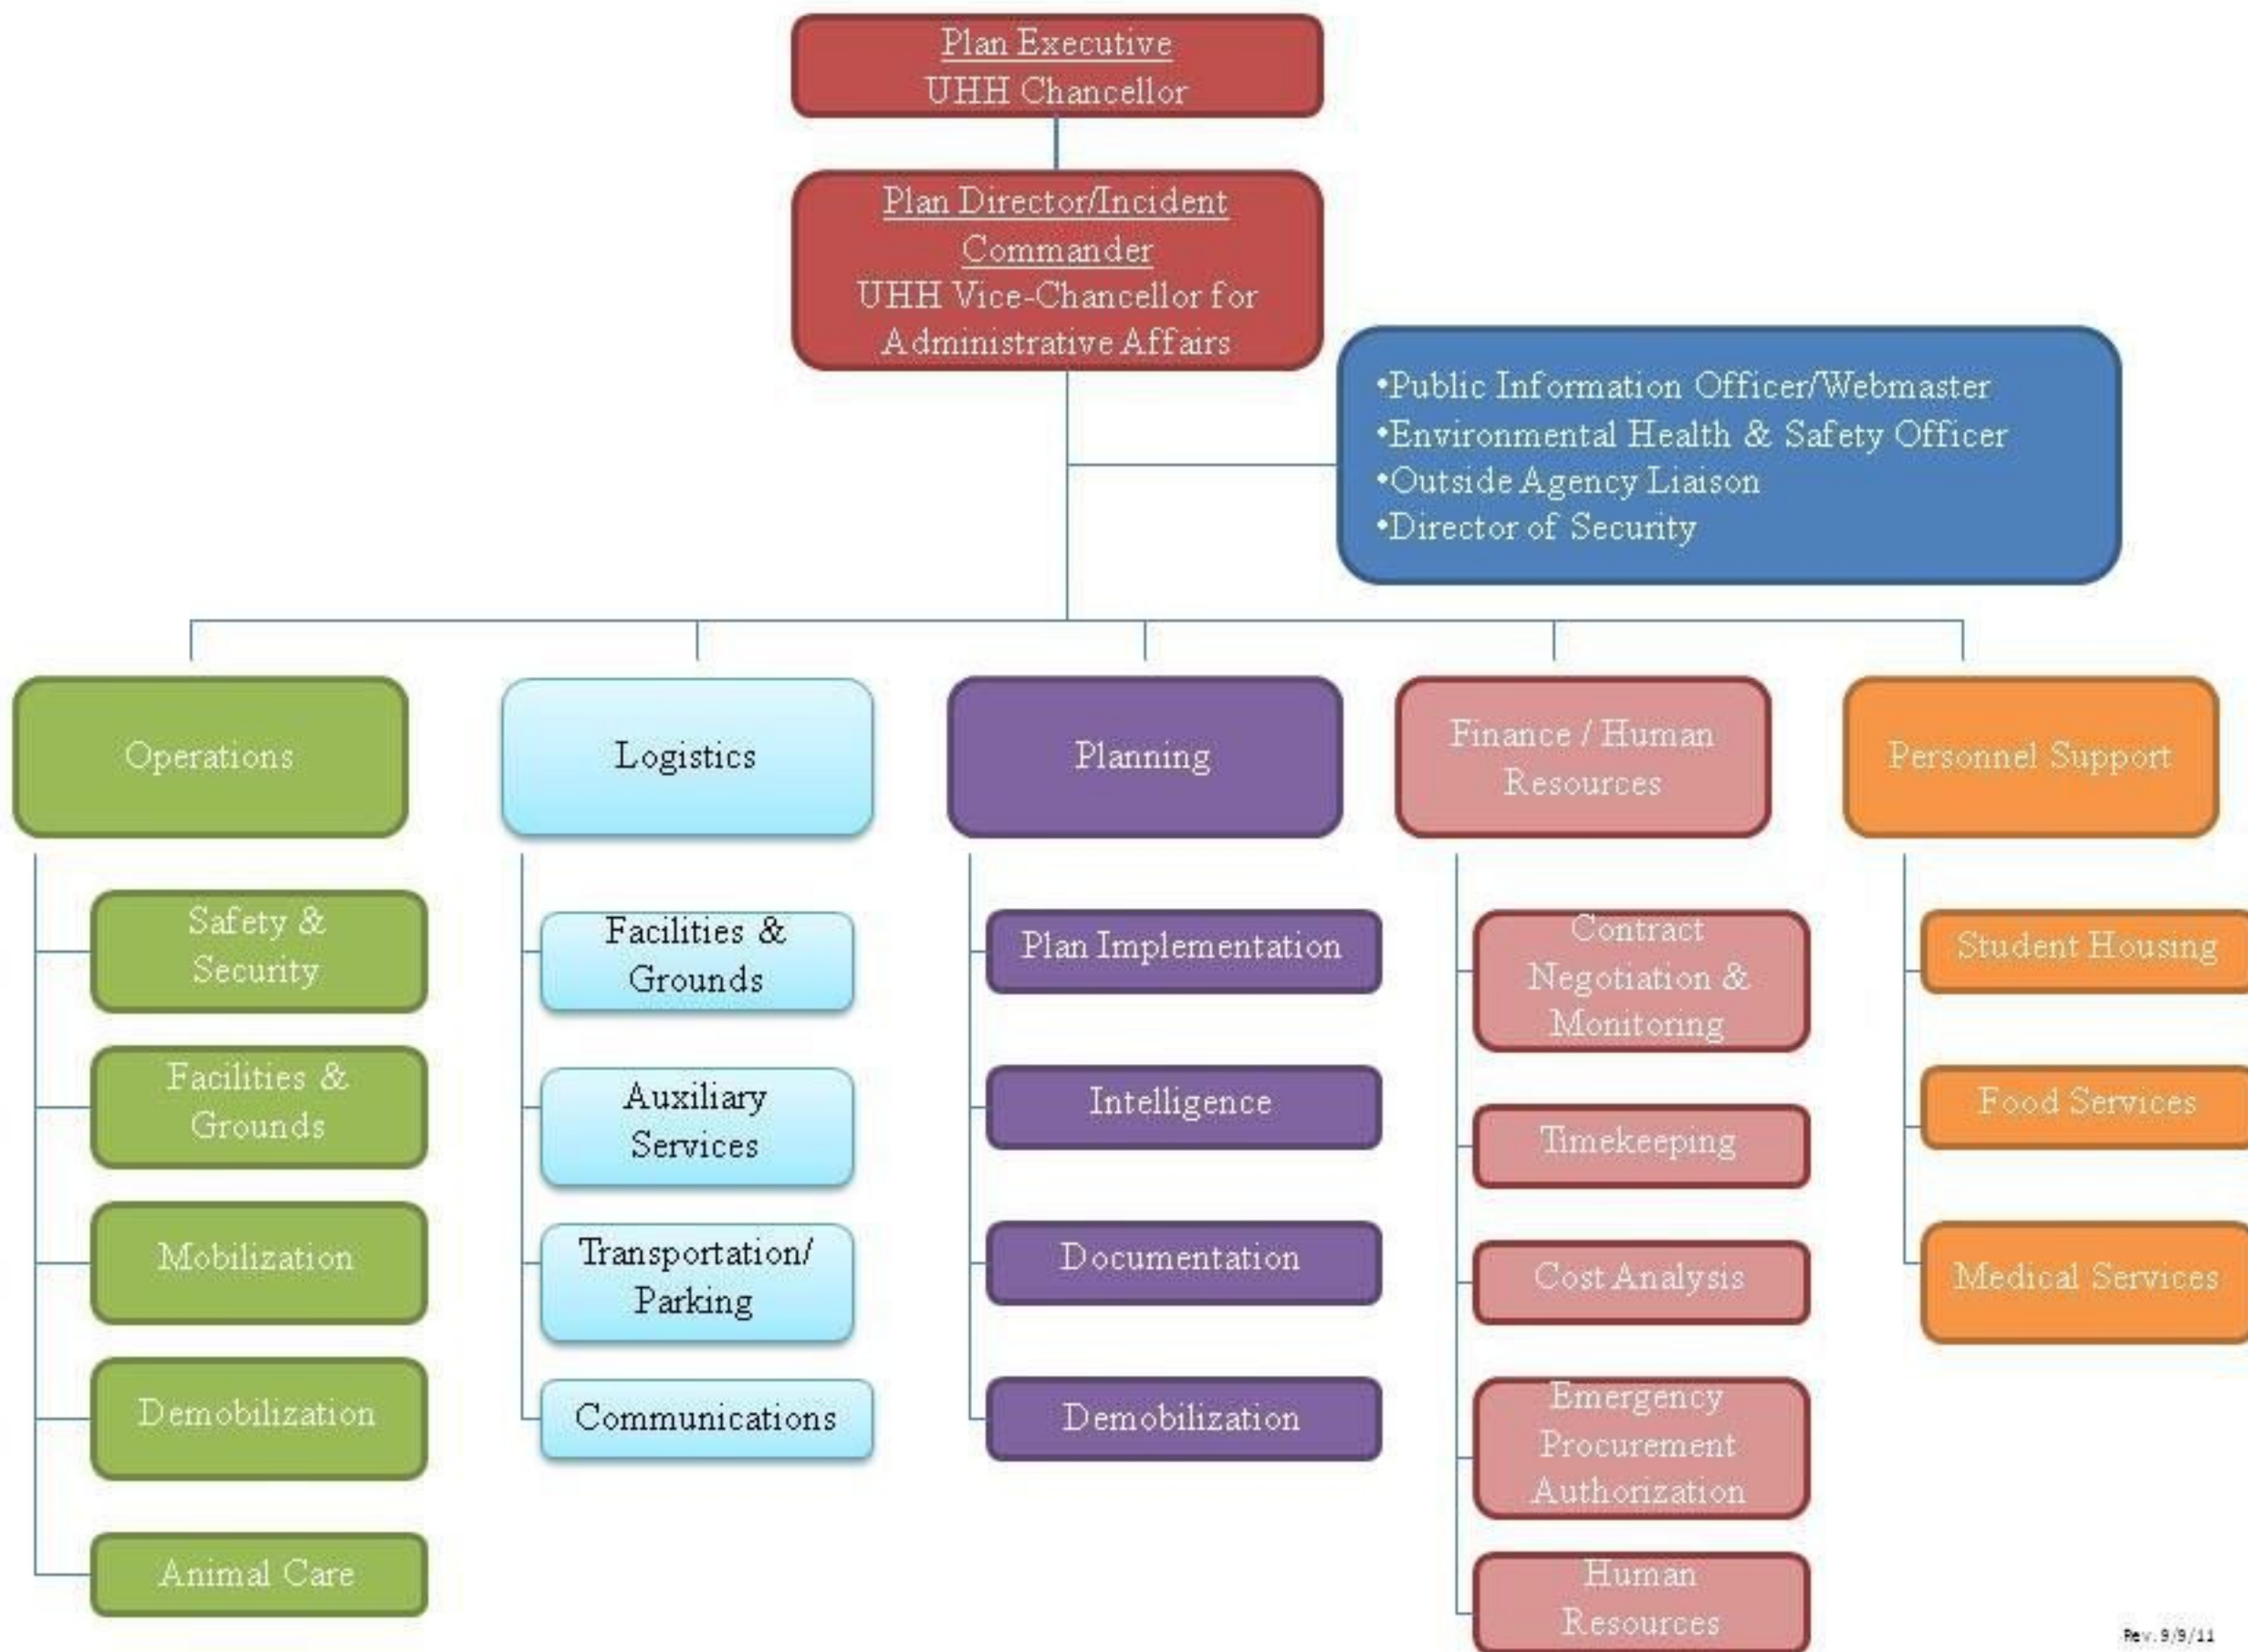 Plan Executive
UHH Chancellor
Plan Director/Incident
Commander
UHH Vice-Chancellor for
Administrative Affairs
•Public Information Officer/Webmaster
•Environmental Health & Safety Officer
•Outside Agency Liaison
•Director of Security
Operations
Safety &
Security
Facilities &
Grounds
Mobilization
Demobilization
Animal Care
Logistics
Facilities &
Grounds
Auxiliary
Services
Transportation/
Parking
Communications
Planning
Plan Implementation
Intelligence
Documentation
Demobilization
Finance / Human
Resources
Contract
Negotiation &
Monitoring
Timekeeping
Cost Analysis
Emergency
Procurement
Authorization
Human
Resources
Personnel Support
Student Housing
Food Services
Medical Services
Rev. 9/9/11